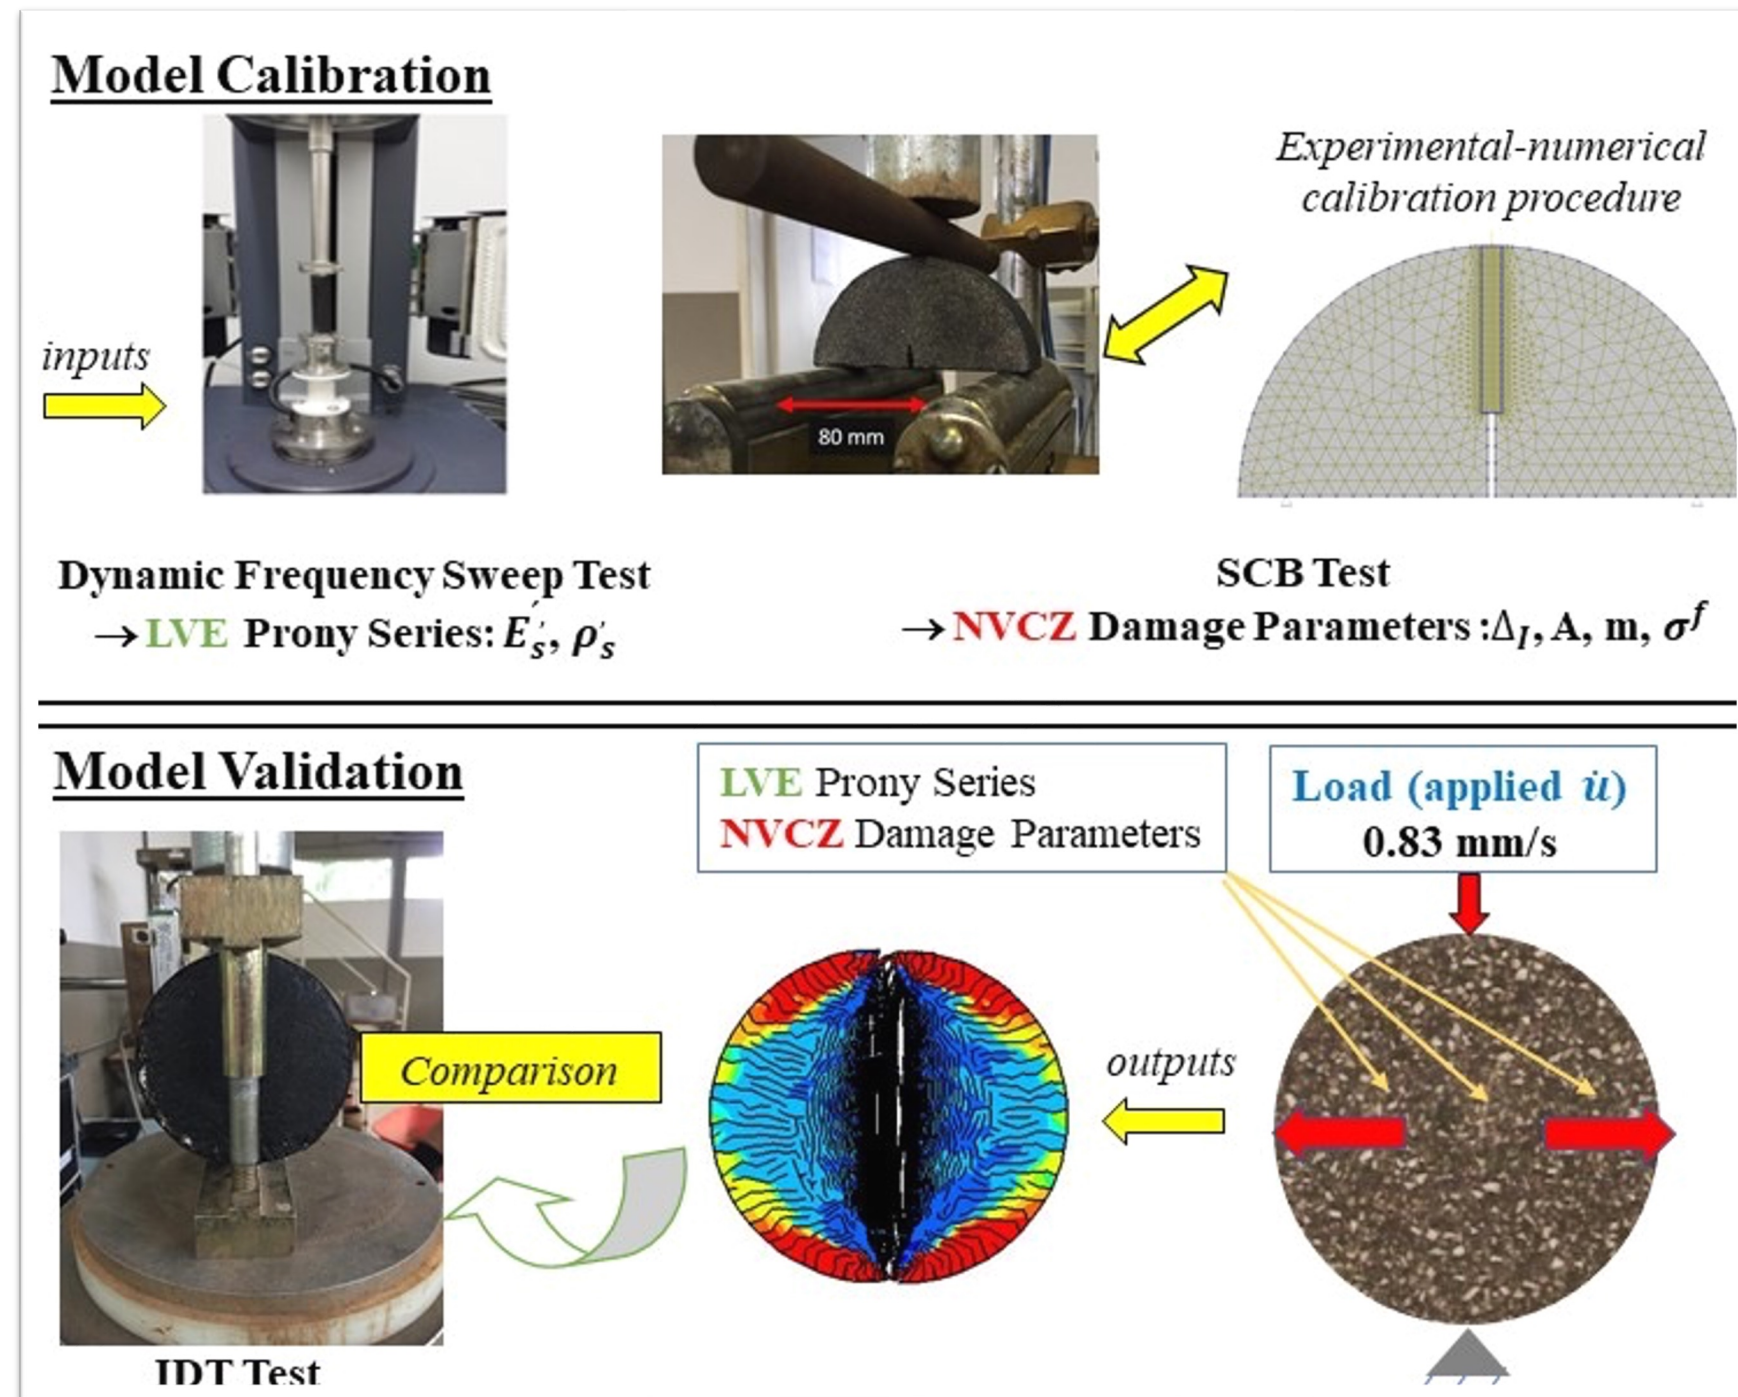 Model Calibration
inputs
80 mm
Experimental-numerical
calibration procedure
Dynamic Frequency Sweep Test
→ LVE Prony Series: E's, ρ's
SCB Test
→ NVCZ Damage Parameters :Δ_I, A, m, σ^f
Model Validation
LVE Prony Series
NVCZ Damage Parameters
Load (applied u̇)
0.83 mm/s
Comparison
outputs
IDT Test